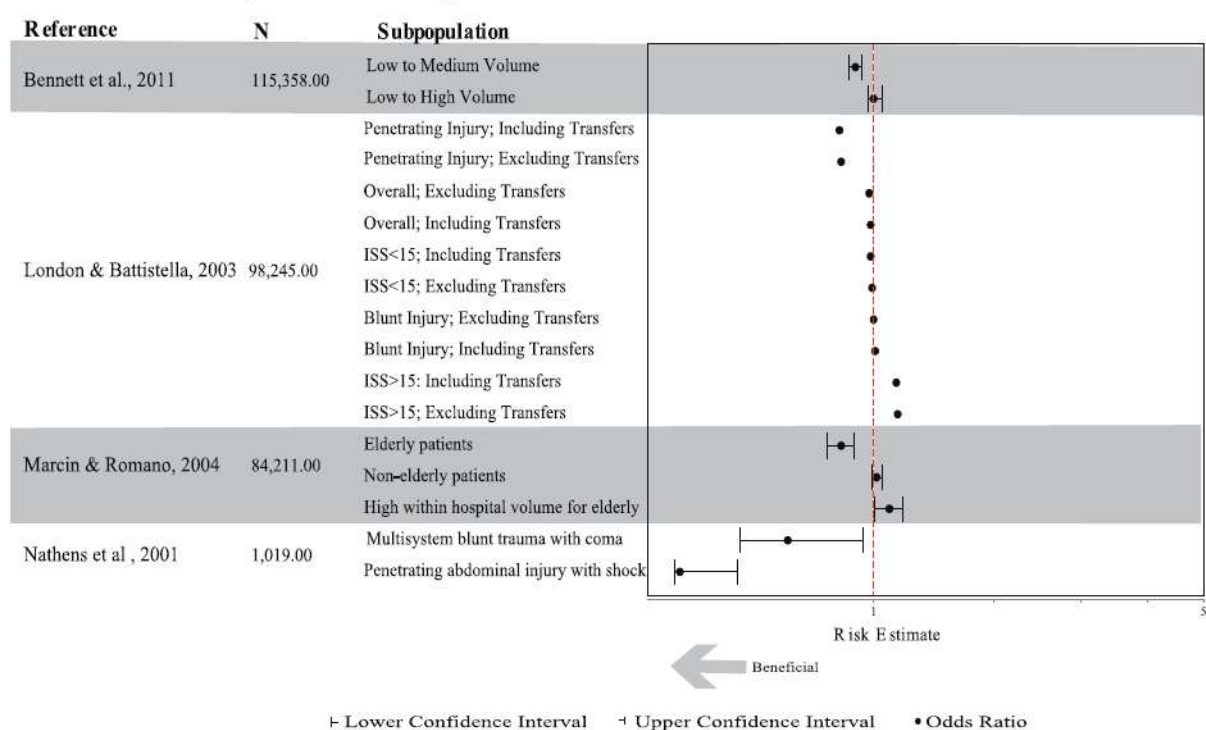 Reference N Subpopulation
Bennett et al., 2011 115,358.00
Low to Medium Volume
Low to High Volume
Penetrating Injury; Including Transfers
Penetrating Injury; Excluding Transfers
Overall; Excluding Transfers
Overall; Including Transfers
ISS<15; Including Transfers
London & Battistella, 2003 98,245.00
ISS<15; Excluding Transfers
Blunt Injury; Excluding Transfers
Blunt Injury; Including Transfers
ISS>15: Including Transfers
ISS>15; Excluding Transfers
Elderly patients
Marcin & Romano, 2004 84,211.00
Non-elderly patients
High within hospital volume for elderly
Multisystem blunt trauma with coma
Nathens et al , 2001 1,019.00
Penetrating abdominal injury with shock
1 5
Risk Estimate
Beneficial
Lower Confidence Interval Upper Confidence Interval Odds Ratio